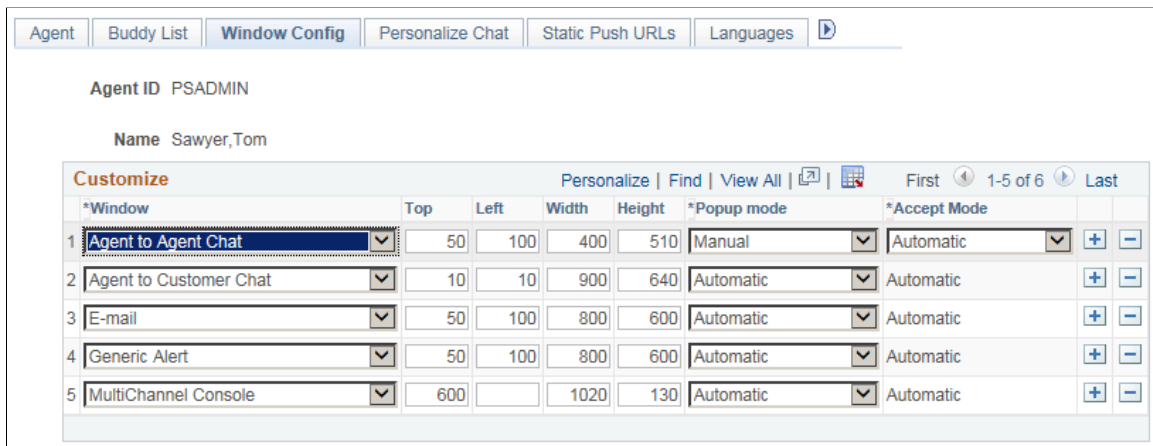 Agent Buddy List Window Config Personalize Chat Static Push URLs Languages
Agent ID PSADMIN
Name Sawyer,Tom
Customize Personalize | Find | View All | | First 1-5 of 6 Last
*Window Top Left Width Height *Popup mode *Accept Mode
1 Agent to Agent Chat 50 100 400 510 Manual Automatic + -
2 Agent to Customer Chat 10 10 900 640 Automatic Automatic + -
3 E-mail 50 100 800 600 Automatic Automatic + -
4 Generic Alert 50 100 800 600 Automatic Automatic + -
5 MultiChannel Console 600 1020 130 Automatic Automatic + -